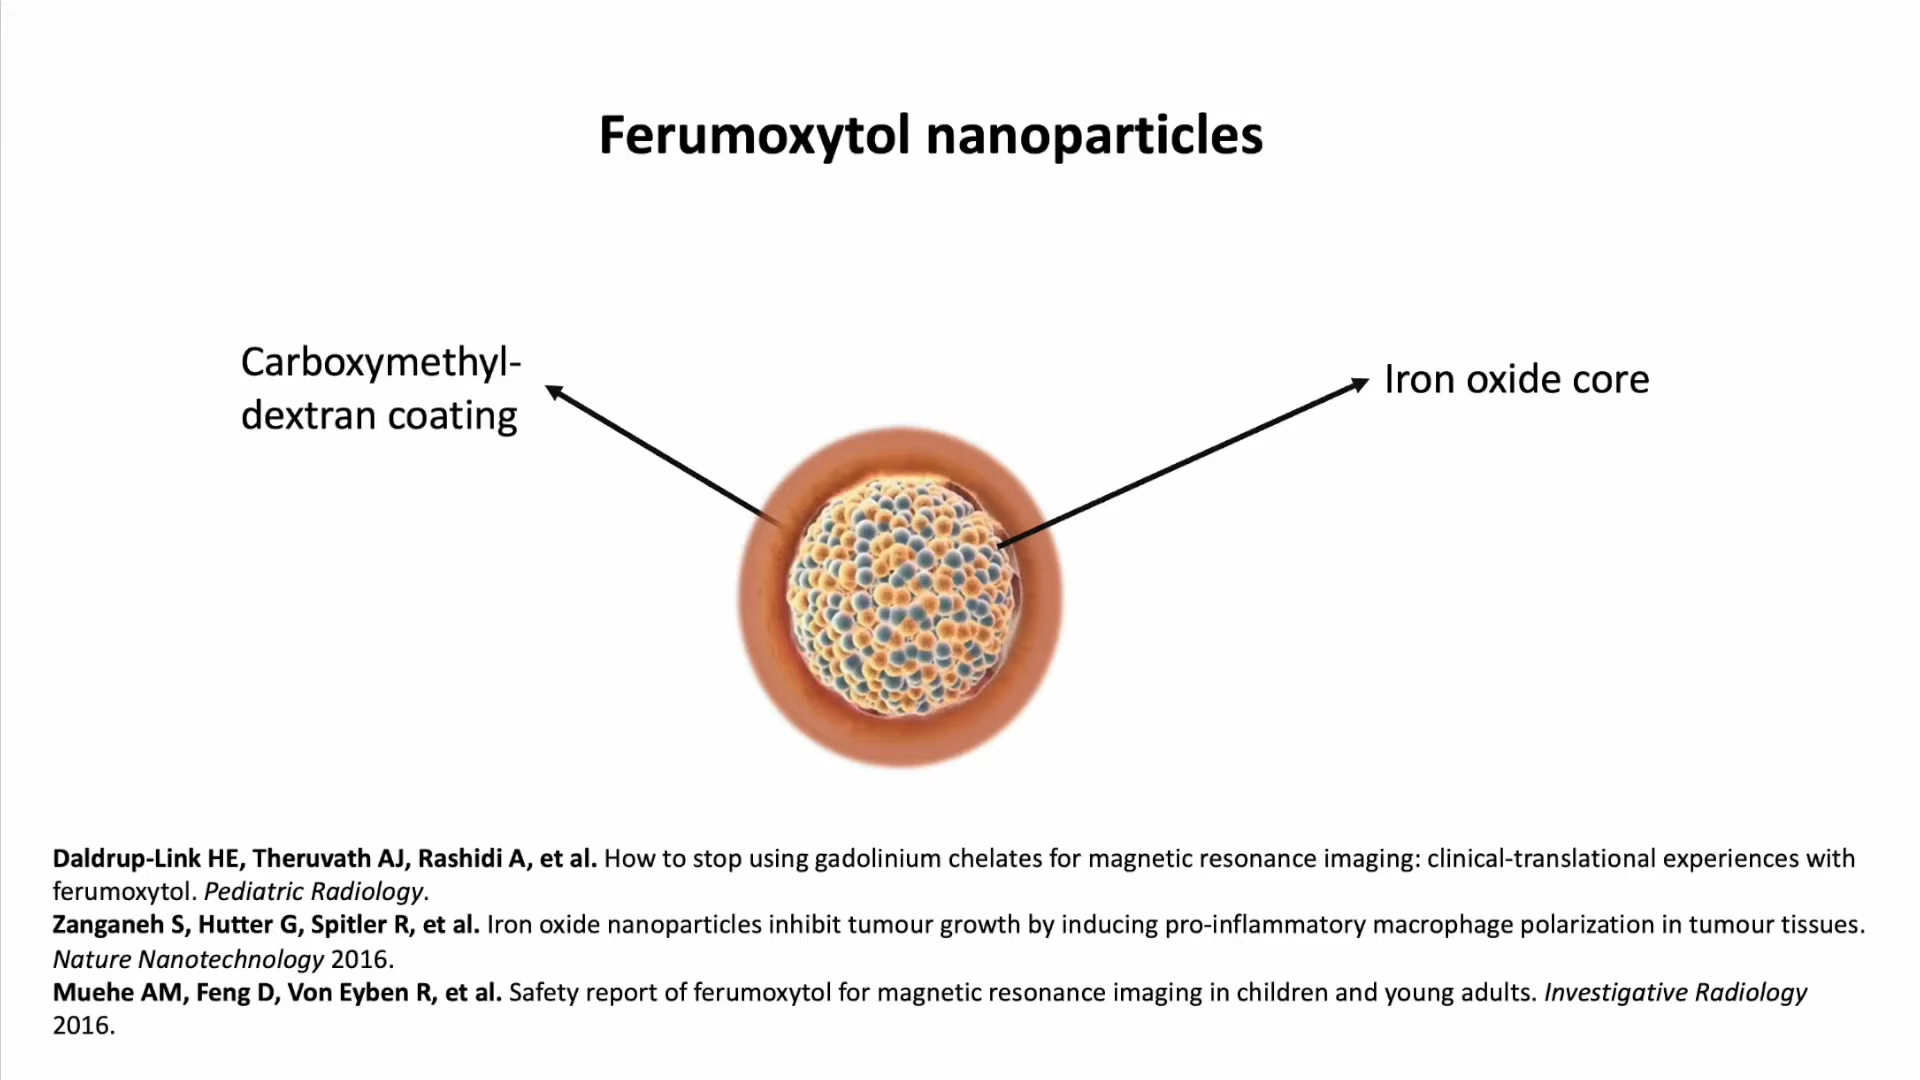 Ferumoxytol nanoparticles
Carboxymethyl-
dextran coating
Iron oxide core
Daldrup-Link HE, Theruvath AJ, Rashidi A, et al. How to stop using gadolinium chelates for magnetic resonance imaging: clinical-translational experiences with
ferumoxytol. Pediatric Radiology.
Zanganeh S, Hutter G, Spitler R, et al. Iron oxide nanoparticles inhibit tumour growth by inducing pro-inflammatory macrophage polarization in tumour tissues.
Nature Nanotechnology 2016.
Muehe AM, Feng D, Von Eyben R, et al. Safety report of ferumoxytol for magnetic resonance imaging in children and young adults. Investigative Radiology
2016.